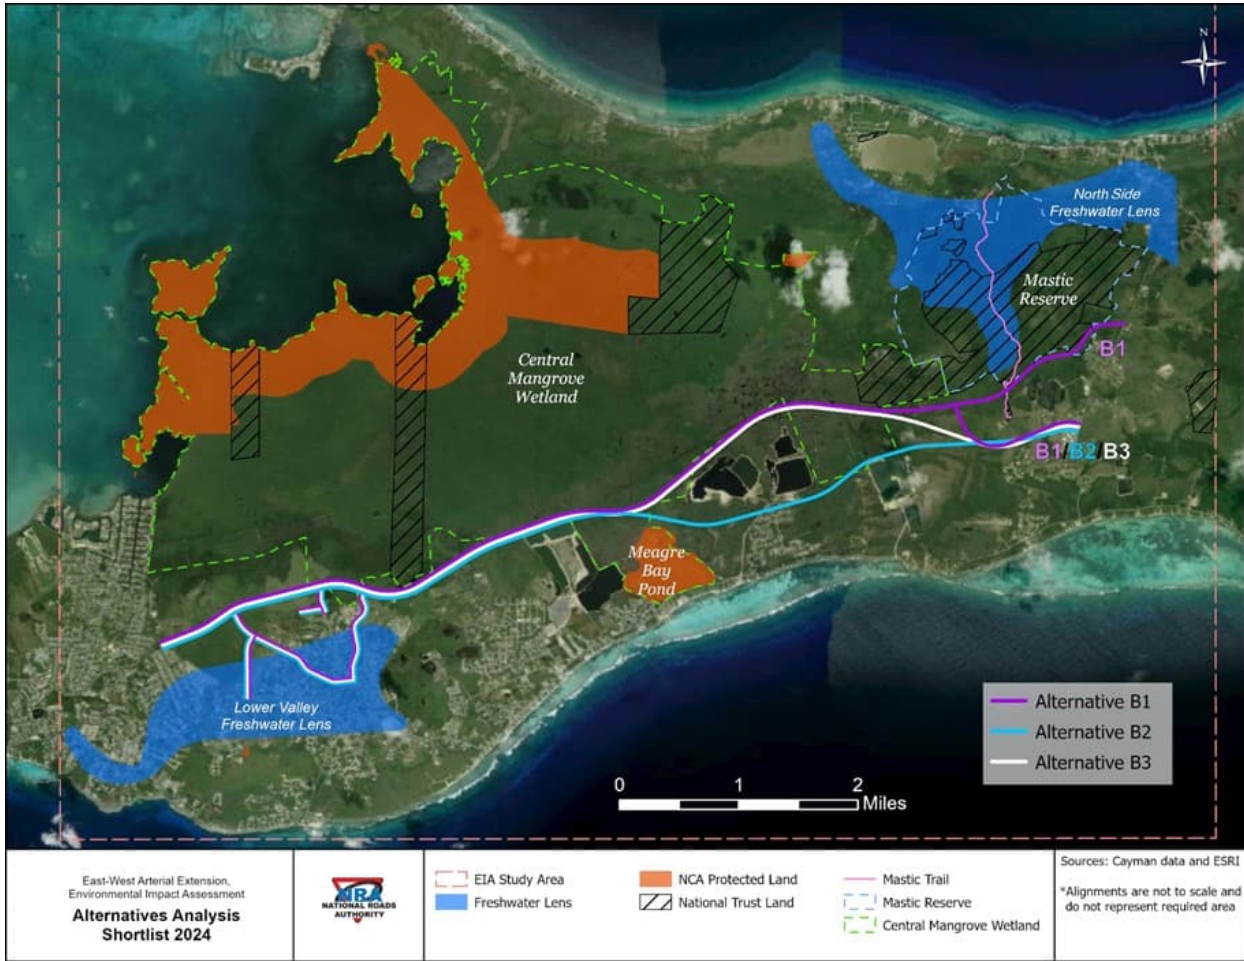 N
North Side
Freshwater Lens
Mastic
Reserve
B1
Central
Mangrove
Wetland
B1/B2/B3
Meagre
Bay
Pond
Lower Valley
Freshwater Lens
Alternative B1
Alternative B2
Alternative B3
0 1 2
Miles
East-West Arterial Extension,
Environmental Impact Assessment
Alternatives Analysis
Shortlist 2024
NRA
NATIONAL ROADS
AUTHORITY
EIA Study Area
Freshwater Lens
NCA Protected Land
National Trust Land
Mastic Trail
Mastic Reserve
Central Mangrove Wetland
Sources: Cayman data and ESRI
*Alignments are not to scale and
do not represent required area